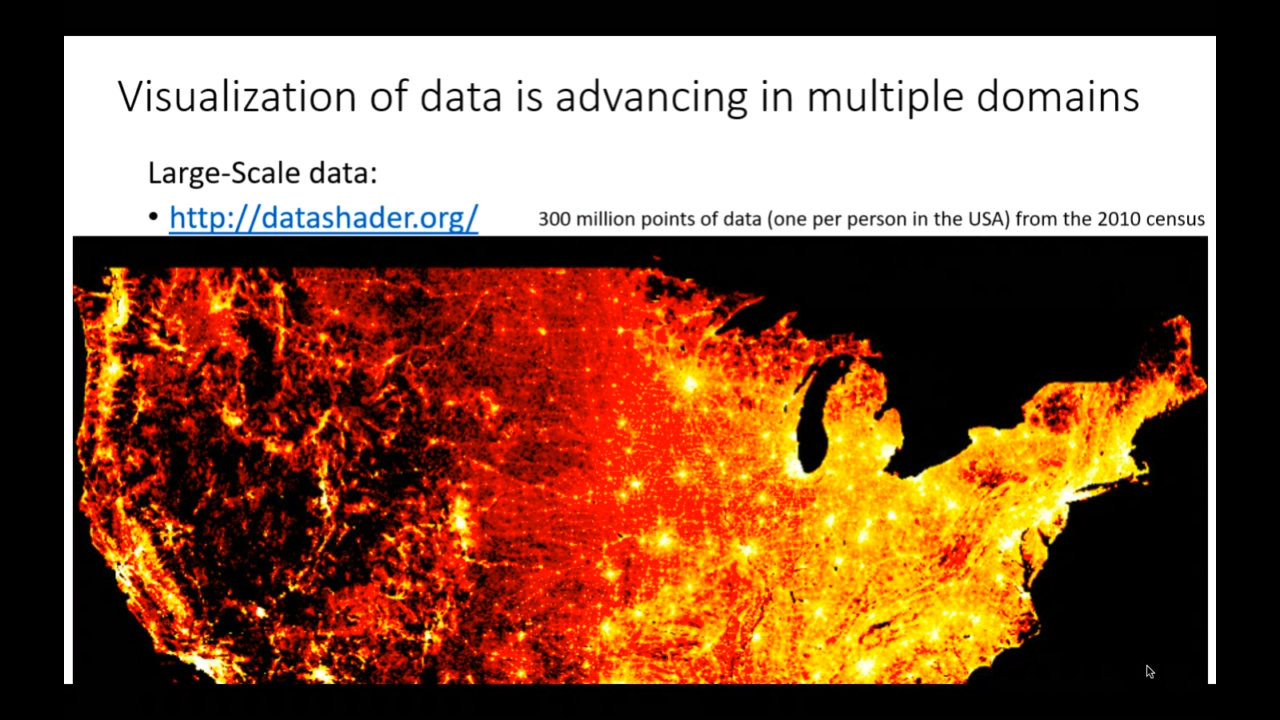 Visualization of data is advancing in multiple domains
Large-Scale data:
• http://datashader.org/
300 million points of data (one per person in the USA) from the 2010 census